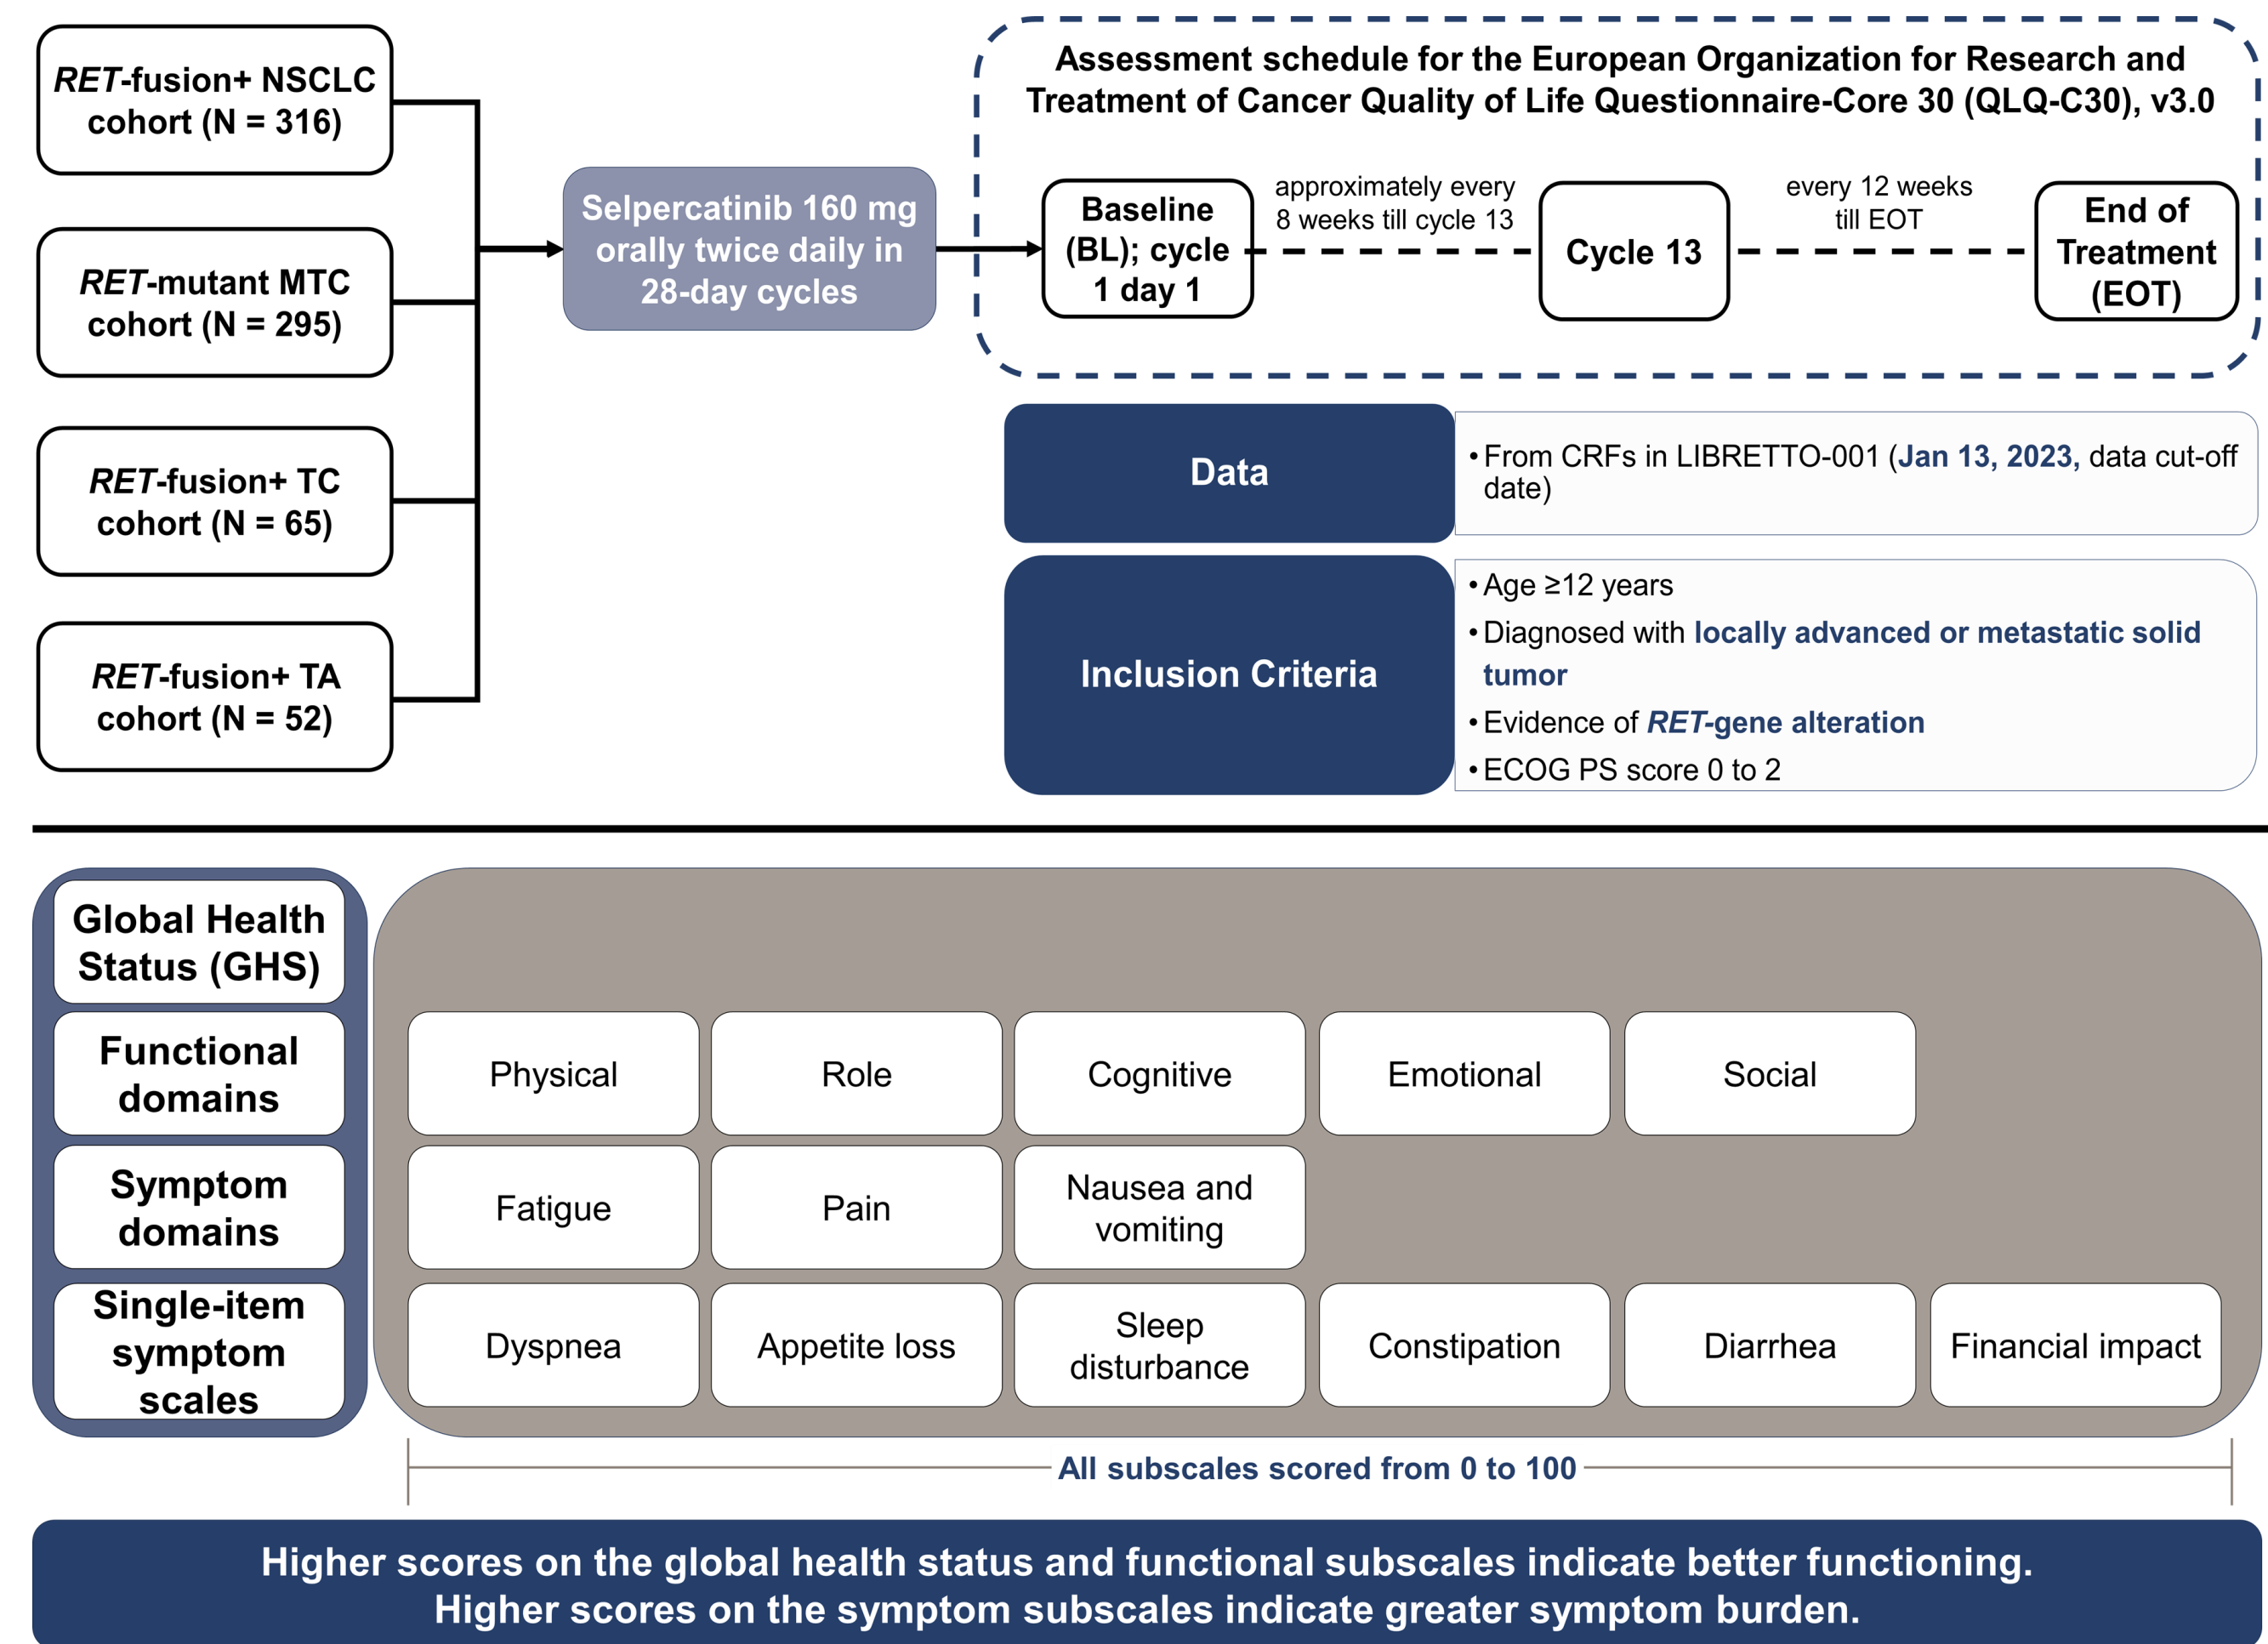 RET-fusion+ NSCLC
cohort (N = 316)
RET-mutant MTC
cohort (N = 295)
RET-fusion+ TC
cohort (N = 65)
RET-fusion+ TA
cohort (N = 52)
Selpercatinib 160 mg
orally twice daily in
28-day cycles
Assessment schedule for the European Organization for Research and
Treatment of Cancer Quality of Life Questionnaire-Core 30 (QLQ-C30), v3.0
Baseline
(BL); cycle
1 day 1
approximately every
8 weeks till cycle 13
Cycle 13
every 12 weeks
till EOT
End of
Treatment
(EOT)
Data
•From CRFs in LIBRETTO-001 (Jan 13, 2023, data cut-off
date)
Inclusion Criteria
•Age ≥12 years
•Diagnosed with locally advanced or metastatic solid
tumor
•Evidence of RET-gene alteration
•ECOG PS score 0 to 2
Global Health
Status (GHS)
Functional
domains
Physical
Role
Cognitive
Emotional
Social
Symptom
domains
Fatigue
Pain
Nausea and
vomiting
Single-item
symptom
scales
Dyspnea
Appetite loss
Sleep
disturbance
Constipation
Diarrhea
Financial impact
All subscales scored from 0 to 100
Higher scores on the global health status and functional subscales indicate better functioning.
Higher scores on the symptom subscales indicate greater symptom burden.